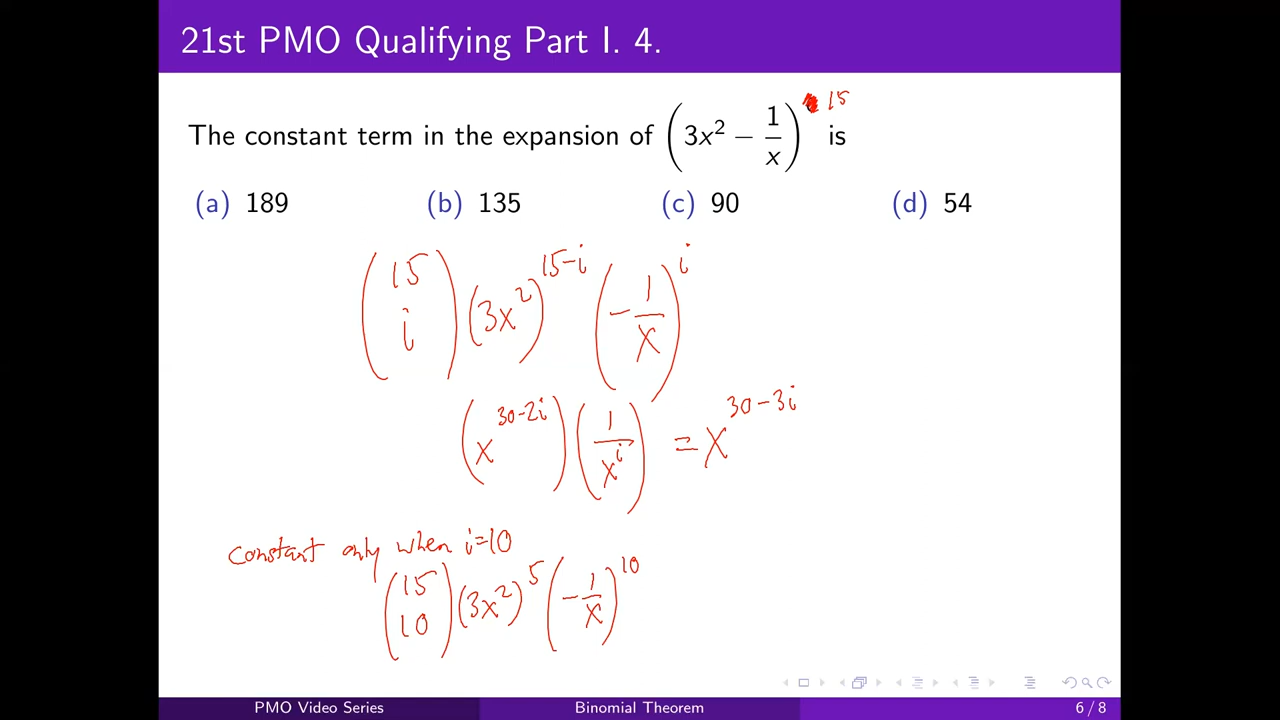 21st PMO Qualifying Part I. 4.
The constant term in the expansion of (3x² − 1/x)^15 is
(a) 189 (b) 135 (c) 90 (d) 54
(15 i) (3x²)^(15−i) (−1/x)^i
(x^(30−2i)) (1/x^i) = x^(30−3i)
constant only when i=10
(15 10) (3x²)^5 (−1/x)^10
PMO Video Series Binomial Theorem 6 / 8